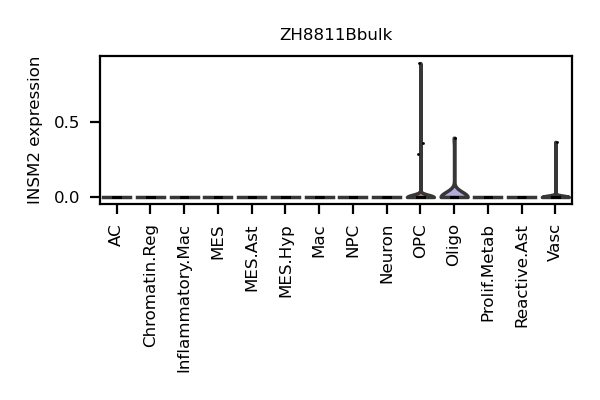 ZH8811Bbulk
INSM2 expression
0.5
0.0
AC
Chromatin.Reg
Inflammatory.Mac
MES
MES.Ast
MES.Hyp
Mac
NPC
Neuron
OPC
Oligo
Prolif.Metab
Reactive.Ast
Vasc